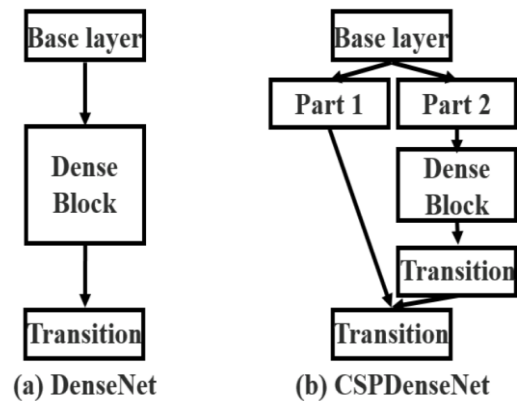 Base layer
Dense
Block
Transition
(a) DenseNet
Base layer
Part 1
Part 2
Dense
Block
Transition
Transition
(b) CSPDenseNet